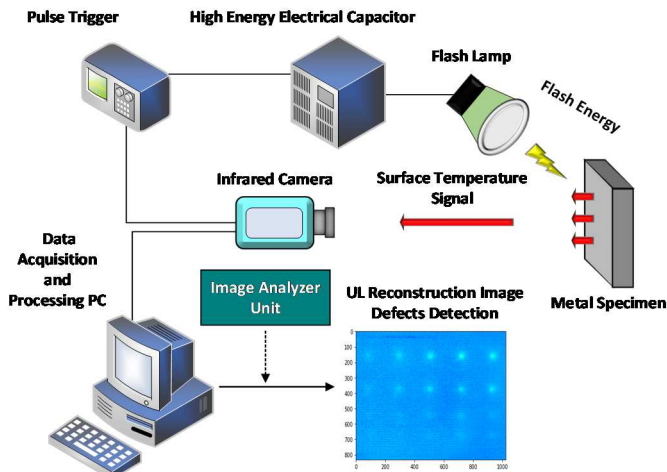 Pulse Trigger
High Energy Electrical Capacitor
Flash Lamp
Flash Energy
Infrared Camera
Surface Temperature
Signal
Data
Acquisition
and
Processing PC
Image Analyzer
Unit
UL Reconstruction Image
Defects Detection
Metal Specimen
0
100
200
300
400
500
600
700
800
0
200
400
600
800
1000